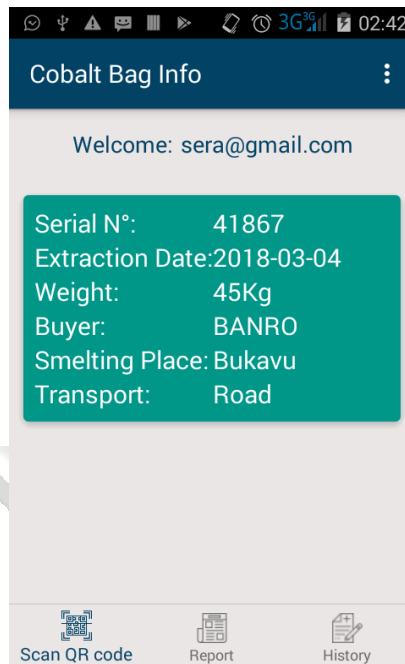 3G 3G 02:42
Cobalt Bag Info
Welcome: sera@gmail.com
Serial N°: 41867
Extraction Date:2018-03-04
Weight: 45Kg
Buyer: BANRO
Smelting Place: Bukavu
Transport: Road
Scan QR code Report History